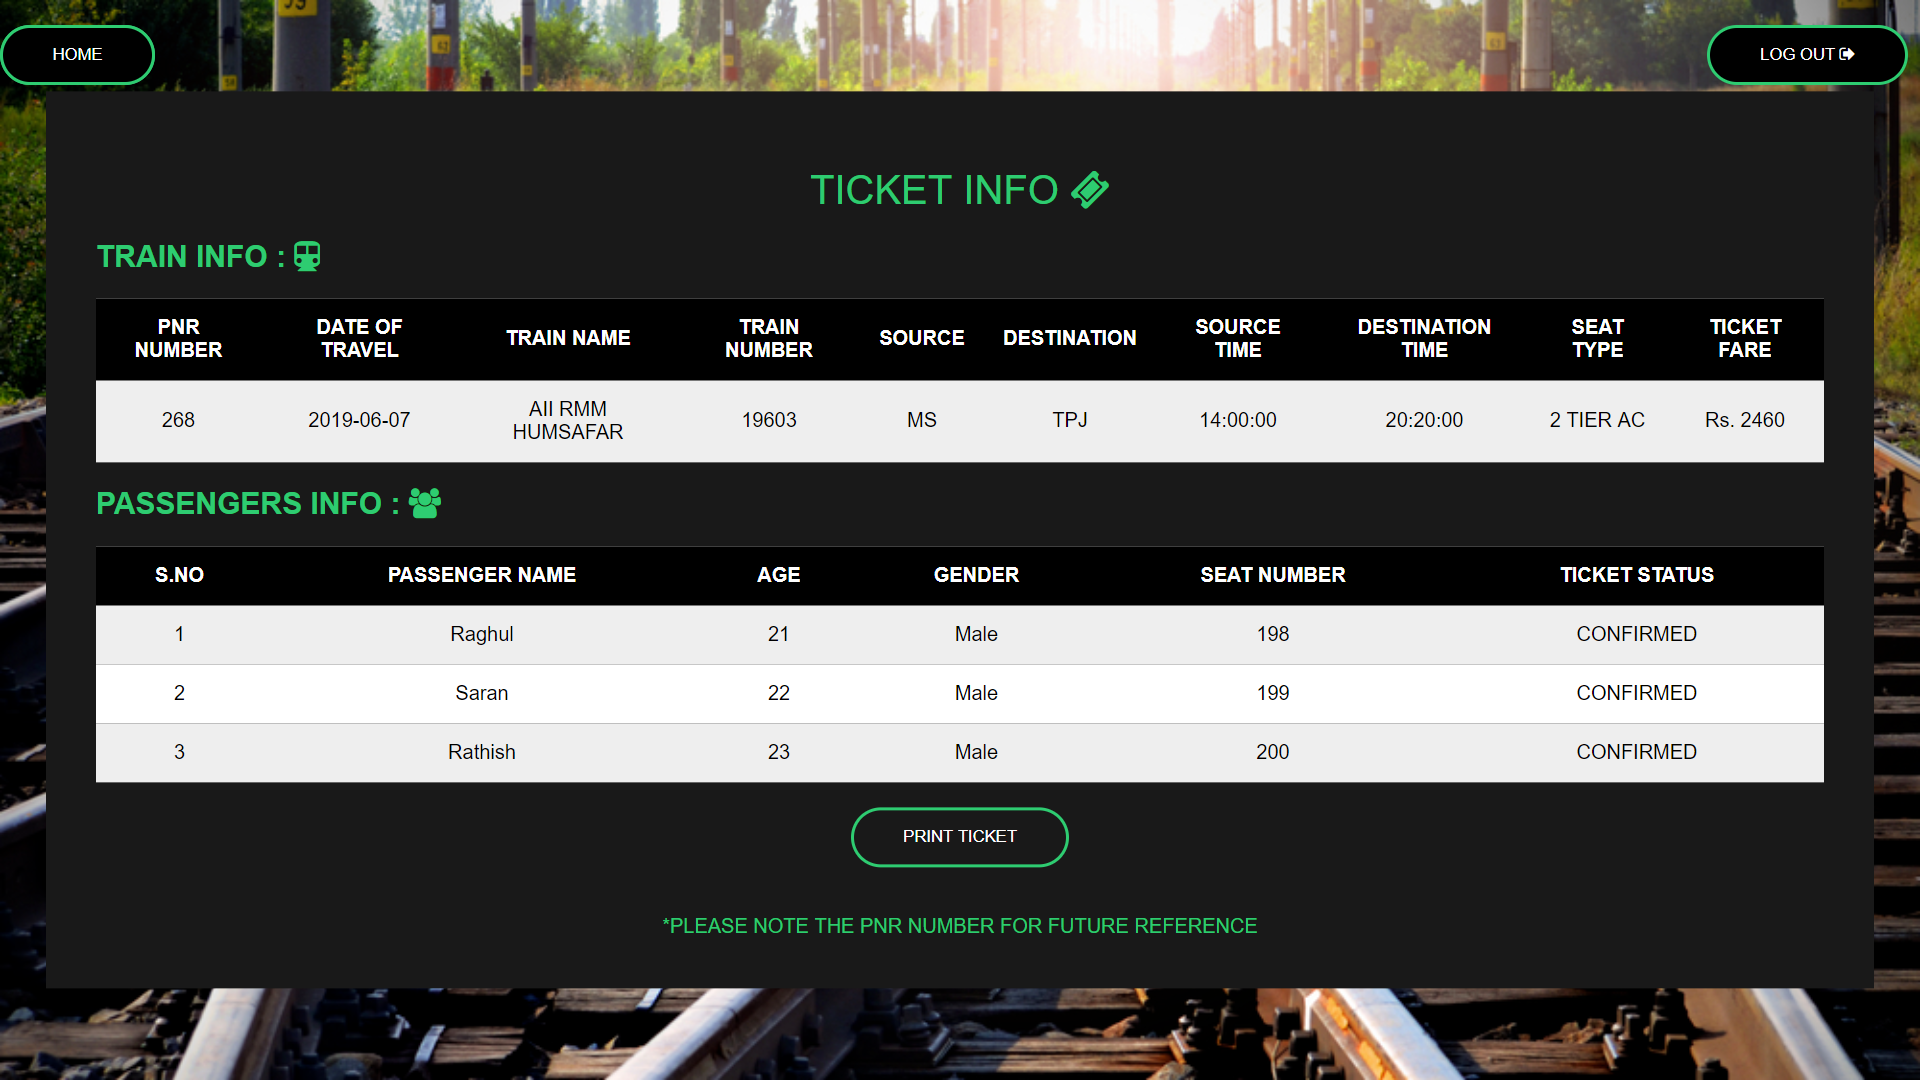 HOME
LOG OUT
TICKET INFO
TRAIN INFO :
PNR NUMBER DATE OF TRAVEL TRAIN NAME TRAIN NUMBER SOURCE DESTINATION SOURCE TIME DESTINATION TIME SEAT TYPE TICKET FARE
268 2019-06-07 AII RMM HUMSAFAR 19603 MS TPJ 14:00:00 20:20:00 2 TIER AC Rs. 2460
PASSENGERS INFO :
S.NO PASSENGER NAME AGE GENDER SEAT NUMBER TICKET STATUS
1 Raghul 21 Male 198 CONFIRMED
2 Saran 22 Male 199 CONFIRMED
3 Rathish 23 Male 200 CONFIRMED
PRINT TICKET
*PLEASE NOTE THE PNR NUMBER FOR FUTURE REFERENCE